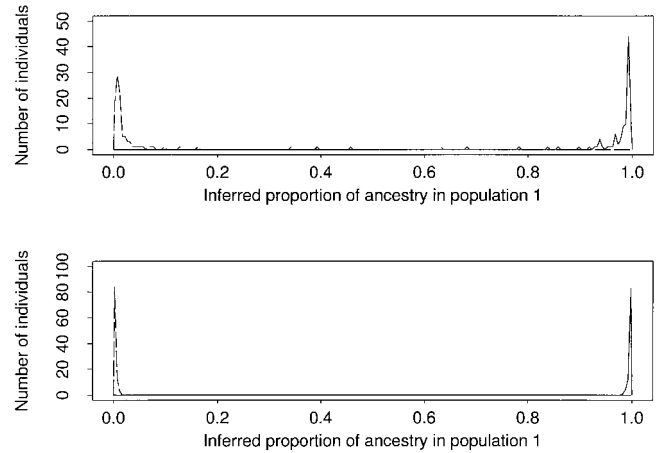 Number of individuals
50
40
30
20
10
0
0.0 0.2 0.4 0.6 0.8 1.0
Inferred proportion of ancestry in population 1
Number of individuals
100
80
60
40
20
0
0.0 0.2 0.4 0.6 0.8 1.0
Inferred proportion of ancestry in population 1